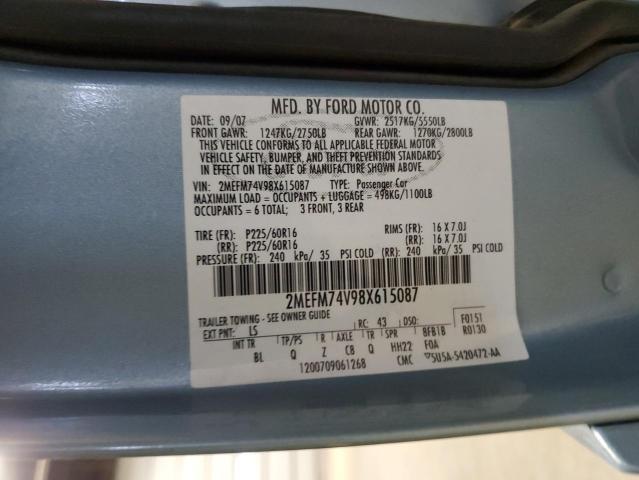 MFD. BY FORD MOTOR CO.
DATE: 09/07 GVWR: 2517KG/5550LB
FRONT GAWR: 1247KG/2750LB REAR GAWR: 1270KG/2800LB
THIS VEHICLE CONFORMS TO ALL APPLICABLE FEDERAL MOTOR
VEHICLE SAFETY, BUMPER, AND THEFT PREVENTION STANDARDS
IN EFFECT ON THE DATE OF MANUFACTURE SHOWN ABOVE.
VIN: 2MEFM74V98X615087 TYPE: Passenger Car
MAXIMUM LOAD = OCCUPANTS + LUGGAGE = 498KG/1100LB
OCCUPANTS = 6 TOTAL; 3 FRONT, 3 REAR
TIRE (FR): P225/60R16 RIMS (FR): 16 X 7.0J
(RR): P225/60R16 (RR): 16 X 7.0J
PRESSURE (FR): 240 kPa/ 35 PSI COLD (RR): 240 kPa/ 35 PSI COLD
2MEFM74V98X615087
TRAILER TOWING - SEE OWNER GUIDE
EXT PNT: LS RC: 43 DSO: F0151
INT TR TP/PS R AXLE TR SPR BFB1B R0130
BL Q Z CB Q HH22 F0A
1200709061268 CMC 5U5A-5420472-AA